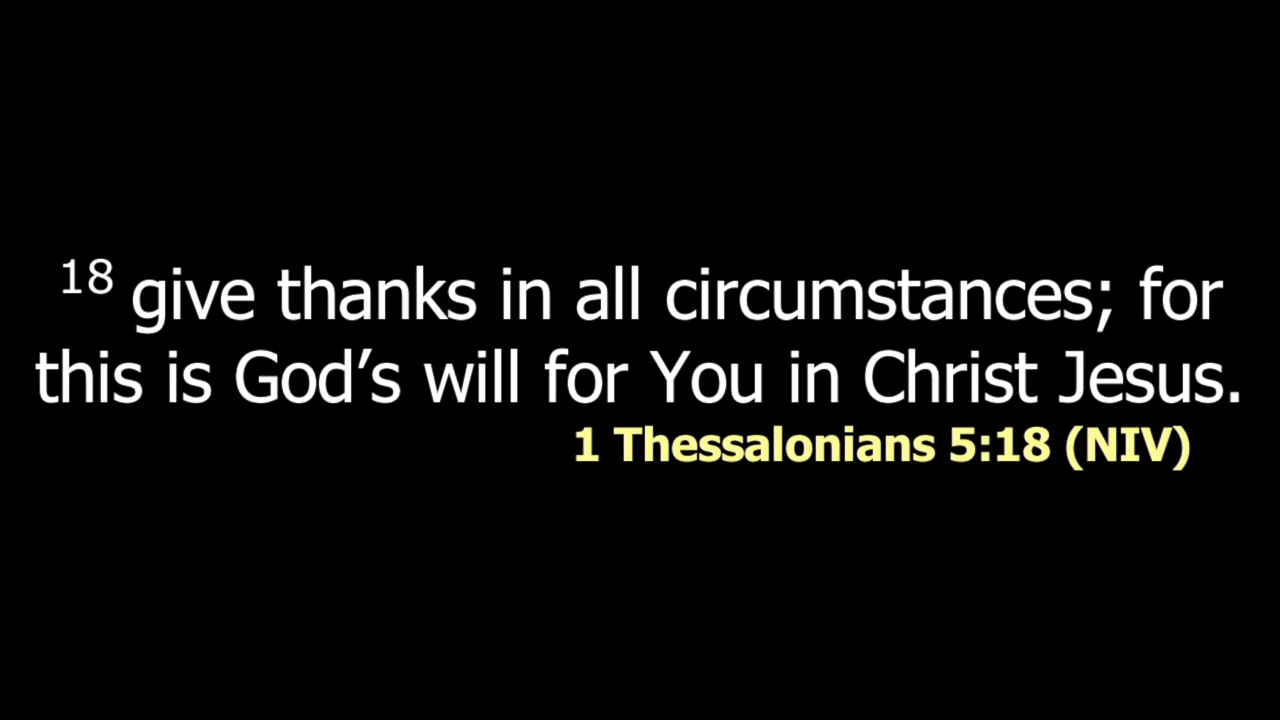 18 give thanks in all circumstances; for
this is God’s will for You in Christ Jesus.
1 Thessalonians 5:18 (NIV)